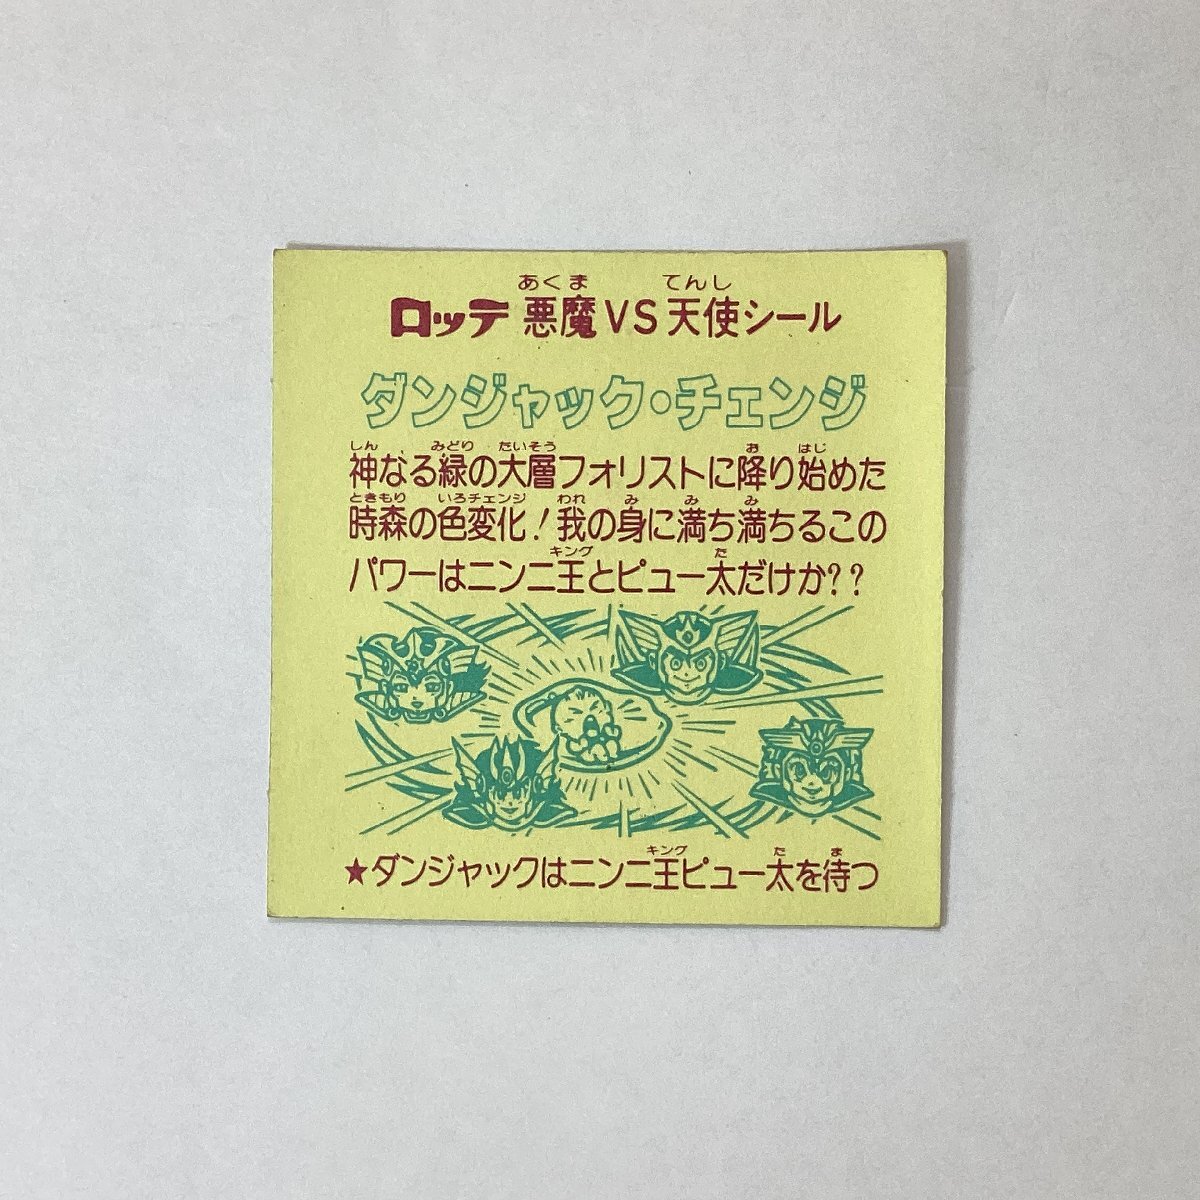 ロッテ 悪魔VS天使シール
あくま てんし
ダンジャック・チェンジ
しん みどり たいそう お はじ
神なる緑の大層フォリストに降り始めた
ときもり いろチェンジ われ み み み
時森の色変化!我の身に満ち満ちるこの
キング た
パワーはニンニ王とピュー太だけか??
キング た ま
★ダンジャックはニンニ王ピュー太を待つ